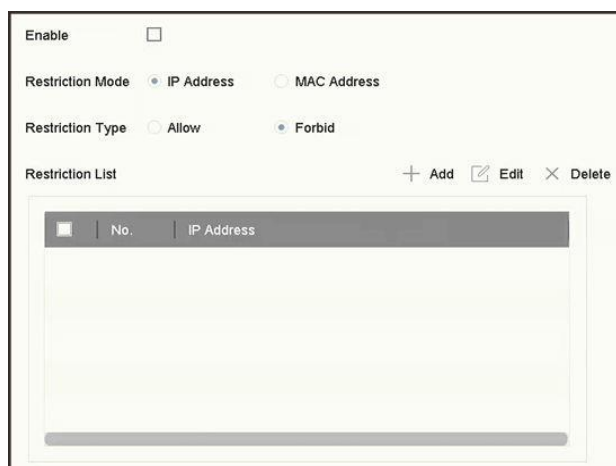 Enable
Restriction Mode IP Address MAC Address
Restriction Type Allow Forbid
Restriction List Add Edit Delete
No. IP Address